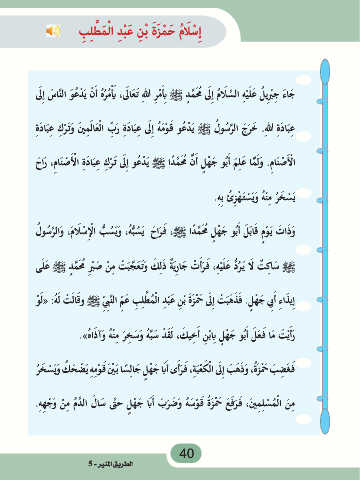 إِسْلَامُ حَمْزَةَ بْنِ عَبْدِ الْمُطَّلِبِ
جَاءَ جِبْرِيلُ عَلَيْهِ السَّلَامُ إِلَى مُحَمَّدٍ ﷺ بِأَمْرِ اللهِ تَعَالَى، يَأْمُرُهُ أَنْ يَدْعُوَ النَّاسَ إِلَى
عِبَادَةِ اللهِ. خَرَجَ الرَّسُولُ ﷺ يَدْعُو قَوْمَهُ إِلَى عِبَادَةِ رَبِّ الْعَالَمِينَ وَتَرْكِ عِبَادَةِ
الْأَصْنَامِ. وَلَمَّا عَلِمَ أَبُو جَهْلٍ أَنَّ مُحَمَّدًا ﷺ يَدْعُو إِلَى تَرْكِ عِبَادَةِ الْأَصْنَامِ، رَاحَ
يَسْخَرُ مِنْهُ وَيَسْتَهْزِئُ بِهِ.
وَذَاتَ يَوْمٍ قَابَلَ أَبُو جَهْلٍ مُحَمَّدًا ﷺ، فَرَاحَ يَسُبُّهُ، وَيَسُبُّ الْإِسْلَامَ، وَالرَّسُولُ
ﷺ سَاكِتٌ لَا يَرُدُّ عَلَيْهِ، فَرَأَتْ جَارِيَةٌ ذَلِكَ وَتَعَجَّبَتْ مِنْ صَبْرِ مُحَمَّدٍ ﷺ عَلَى
إِيذَاءِ أَبِي جَهْلٍ. فَذَهَبَتْ إِلَى حَمْزَةَ بْنِ عَبْدِ الْمُطَّلِبِ عَمِّ النَّبِيِّ ﷺ وَقَالَتْ لَهُ: «لَوْ
رَأَيْتَ مَا فَعَلَ أَبُو جَهْلٍ بِابْنِ أَخِيكَ، لَقَدْ سَبَّهُ وَسَخِرَ مِنْهُ وَآذَاهُ».
فَغَضِبَ حَمْزَةُ، وَذَهَبَ إِلَى الْكَعْبَةِ، فَرَأَى أَبَا جَهْلٍ جَالِسًا بَيْنَ قَوْمِهِ يَضْحَكُ وَيَسْخَرُ
مِنَ الْمُسْلِمِينَ، فَرَفَعَ حَمْزَةُ قَوْسَهُ وَضَرَبَ أَبَا جَهْلٍ حَتَّى سَالَ الدَّمُ مِنْ وَجْهِهِ.
40
الطريق المنير - 5